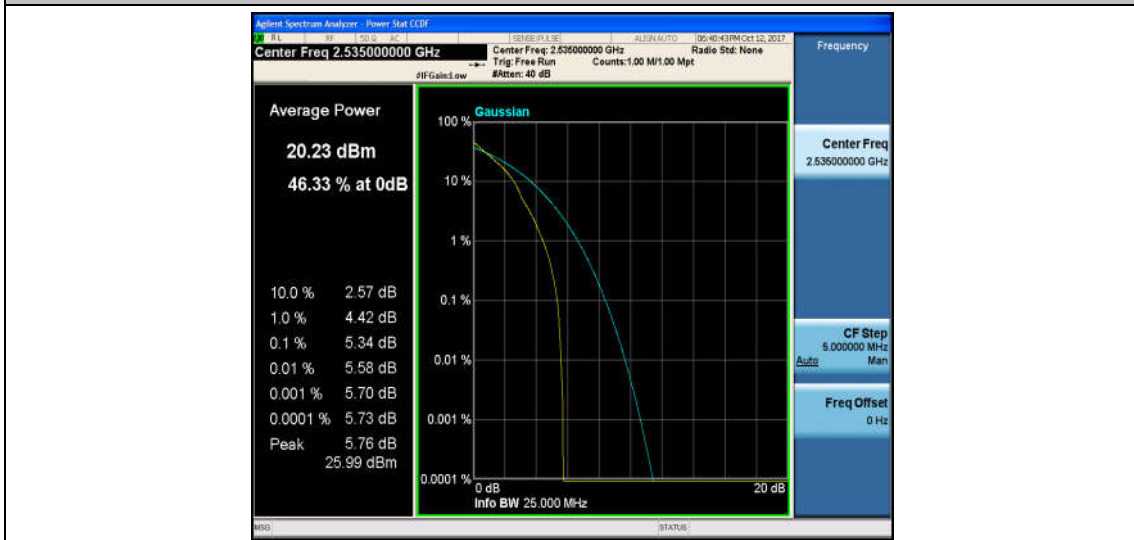 Agilent Spectrum Analyzer - Power Stat CCDF
RL RF 50 Ω AC SENSE:PULSE ALIGN AUTO 06:40:43 PM Oct 12, 2017
Center Freq 2.535000000 GHz
Center Freq: 2.535000000 GHz Radio Std: None
Trig: Free Run Counts:1.00 M/1.00 Mpt
#IFGain:Low #Atten: 40 dB
Frequency
Average Power
20.23 dBm
46.33 % at 0dB
10.0 % 2.57 dB
1.0 % 4.42 dB
0.1 % 5.34 dB
0.01 % 5.58 dB
0.001 % 5.70 dB
0.0001 % 5.73 dB
Peak 5.76 dB
25.99 dBm
Gaussian
100 %
10 %
1 %
0.1 %
0.01 %
0.001 %
0.0001 %
0 dB 20 dB
Info BW 25.000 MHz
Center Freq
2.535000000 GHz
CF Step
5.000000 MHz
Auto Man
Freq Offset
0 Hz
MSG STATUS